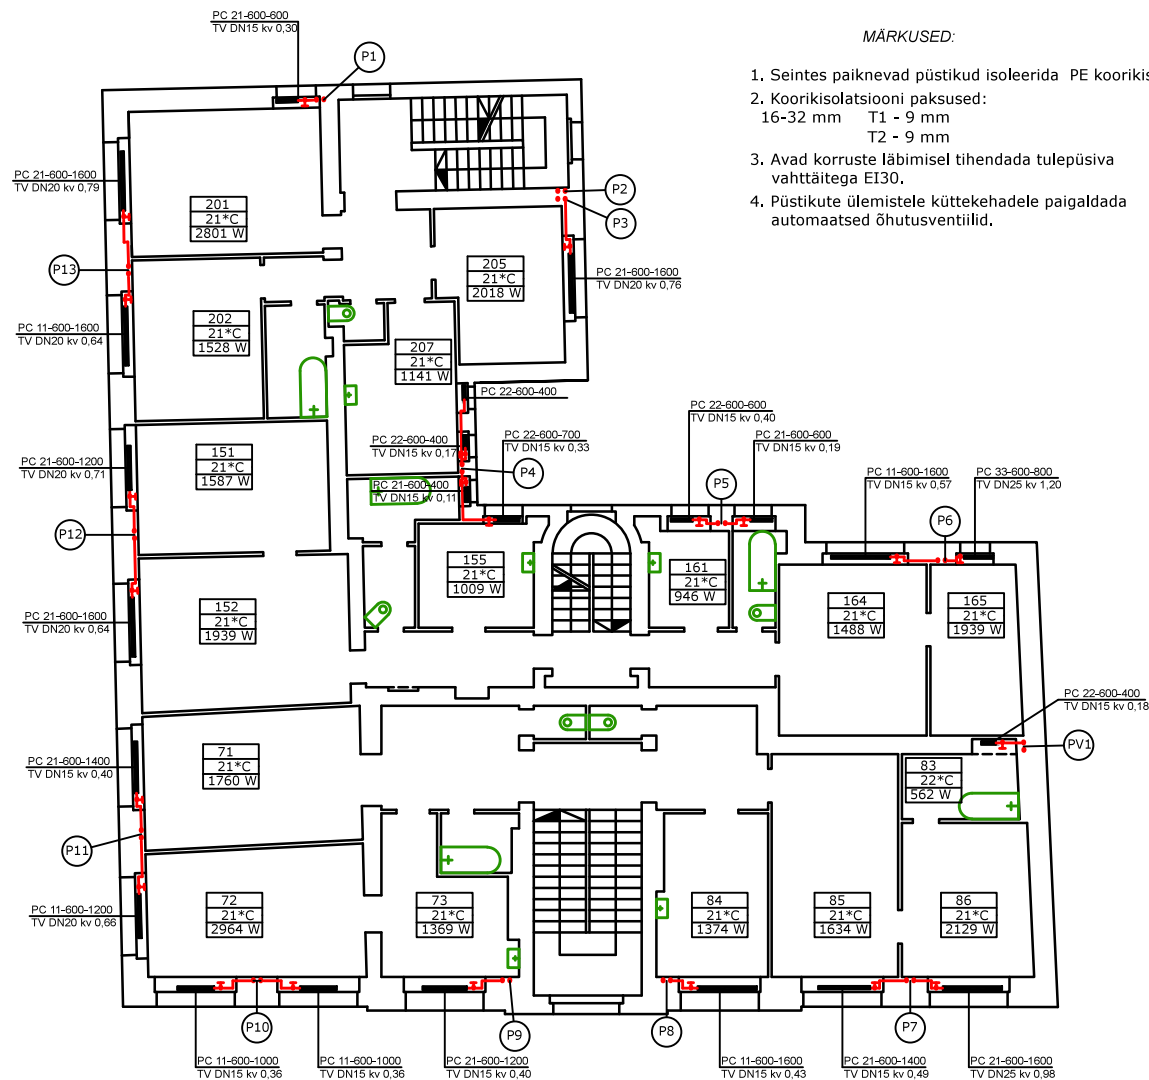 PC 21-600-600
TV DN15 kv 0,30
P1
MÄRKUSED:
1. Seintes paiknevad püstikud isoleerida PE kooriki
2. Koorikisolatsiooni paksused:
16-32 mm T1 - 9 mm
T2 - 9 mm
3. Avad korruste läbimisel tihendada tulepüsiva
vahttäitega EI30.
4. Püstikute ülemistele küttekehadele paigaldada
automaatsed õhutusventiilid.
PC 21-600-1600
TV DN20 kv 0,79
201
21*C
2801 W
P2
P3
P13
205
21*C
2018 W
PC 21-600-1600
TV DN20 kv 0,76
PC 11-600-1600
TV DN20 kv 0,64
202
21*C
1528 W
207
21*C
1141 W
PC 22-600-400
PC 22-600-600
TV DN15 kv 0,40
PC 22-600-400
TV DN15 kv 0,17
PC 22-600-700
TV DN15 kv 0,33
PC 21-600-600
TV DN15 kv 0,19
PC 21-600-1200
TV DN20 kv 0,71
151
21*C
1587 W
P4
PC 21-600-400
TV DN15 kv 0,11
PC 11-600-1600
TV DN15 kv 0,57
PC 33-600-800
TV DN25 kv 1,20
P5
P6
P12
155
21*C
1009 W
161
21*C
946 W
152
21*C
1939 W
164
21*C
1488 W
165
21*C
1939 W
PC 21-600-1600
TV DN20 kv 0,64
PC 22-600-400
TV DN15 kv 0,18
PV1
71
21*C
1760 W
PC 21-600-1400
TV DN15 kv 0,40
83
22*C
562 W
P11
72
21*C
2964 W
73
21*C
1369 W
84
21*C
1374 W
85
21*C
1634 W
86
21*C
2129 W
PC 11-600-1200
TV DN20 kv 0,66
P10
P9
P8
P7
PC 11-600-1000
TV DN15 kv 0,36
PC 11-600-1000
TV DN15 kv 0,36
PC 21-600-1200
TV DN15 kv 0,40
PC 11-600-1600
TV DN15 kv 0,43
PC 21-600-1400
TV DN15 kv 0,49
PC 21-600-1600
TV DN25 kv 0,98